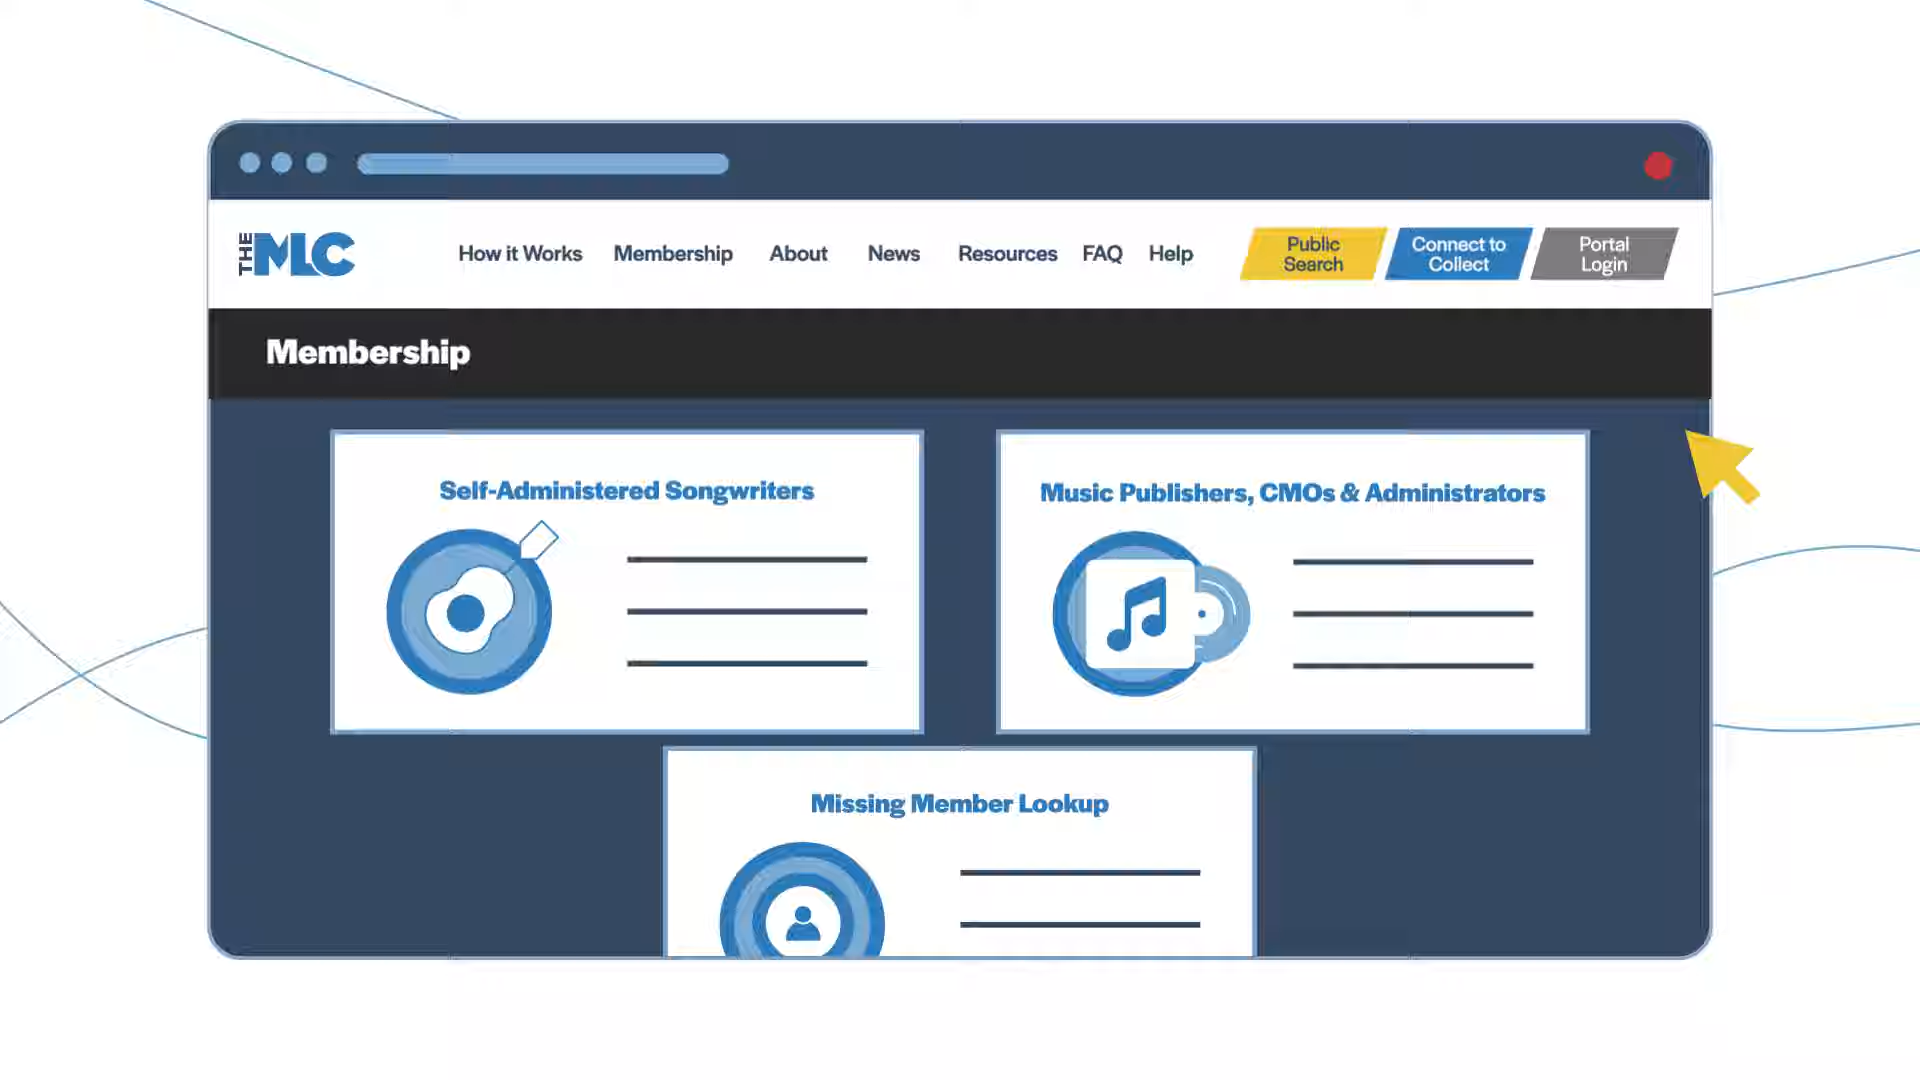 THE MLC
How it Works
Membership
About
News
Resources
FAQ
Help
Public
Search
Connect to
Collect
Portal
Login
Membership
Self-Administered Songwriters
Music Publishers, CMOs & Administrators
Missing Member Lookup